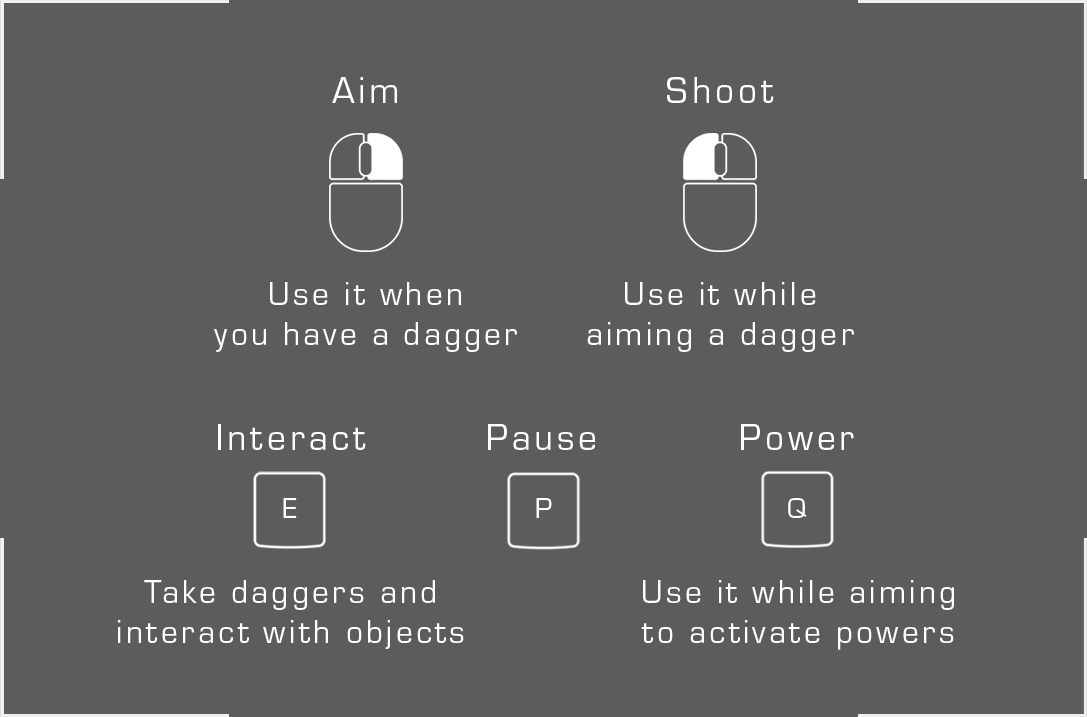 Aim
Shoot
Use it when
you have a dagger
Use it while
aiming a dagger
Interact
Pause
Power
E
P
Q
Take daggers and
interact with objects
Use it while aiming
to activate powers